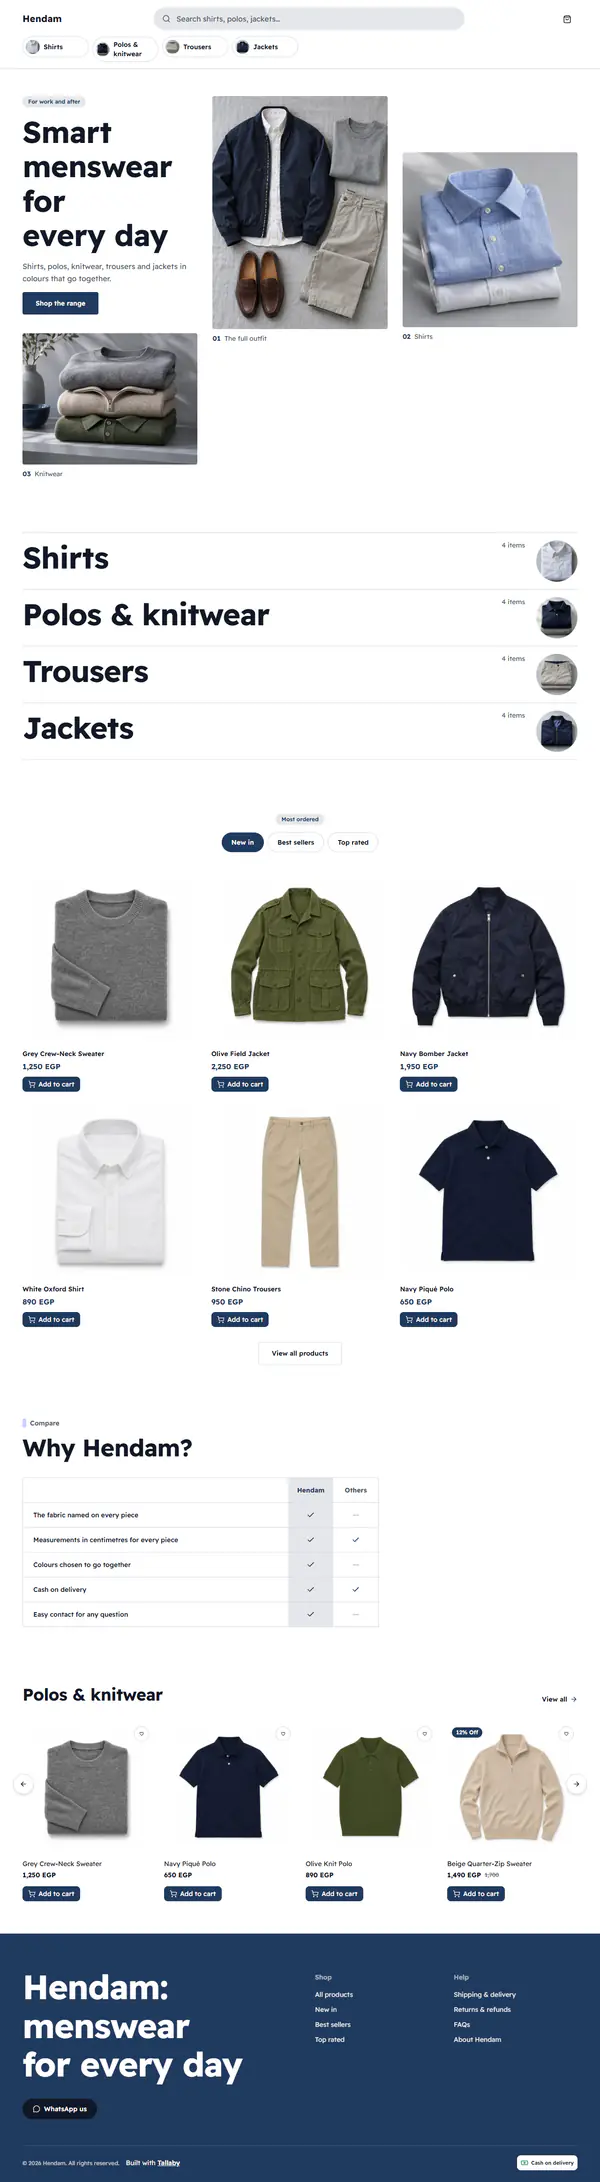 Hendam
Search shirts, polos, jackets...
Shirts
Polos &
knitwear
Trousers
Jackets
For work and after
Smart
menswear
for
every day
Shirts, polos, knitwear, trousers and jackets in
colours that go together.
Shop the range
01 The full outfit
02 Shirts
03 Knitwear
Shirts
4 items
Polos & knitwear
4 items
Trousers
4 items
Jackets
4 items
Most ordered
New in
Best sellers
Top rated
Grey Crew-Neck Sweater
1,250 EGP
Add to cart
Olive Field Jacket
2,250 EGP
Add to cart
Navy Bomber Jacket
1,950 EGP
Add to cart
White Oxford Shirt
890 EGP
Add to cart
Stone Chino Trousers
950 EGP
Add to cart
Navy Piqué Polo
650 EGP
Add to cart
View all products
Compare
Why Hendam?
Hendam Others
The fabric named on every piece
Measurements in centimetres for every piece
Colours chosen to go together
Cash on delivery
Easy contact for any question
Polos & knitwear
View all
Grey Crew-Neck Sweater
1,250 EGP
Add to cart
Navy Piqué Polo
650 EGP
Add to cart
Olive Knit Polo
890 EGP
Add to cart
12% Off
Beige Quarter-Zip Sweater
1,490 EGP 1,700
Add to cart
Hendam:
menswear
for every day
WhatsApp us
Shop
All products
New in
Best sellers
Top rated
Help
Shipping & delivery
Returns & refunds
FAQs
About Hendam
© 2026 Hendam. All rights reserved. Built with Tallaby
Cash on delivery